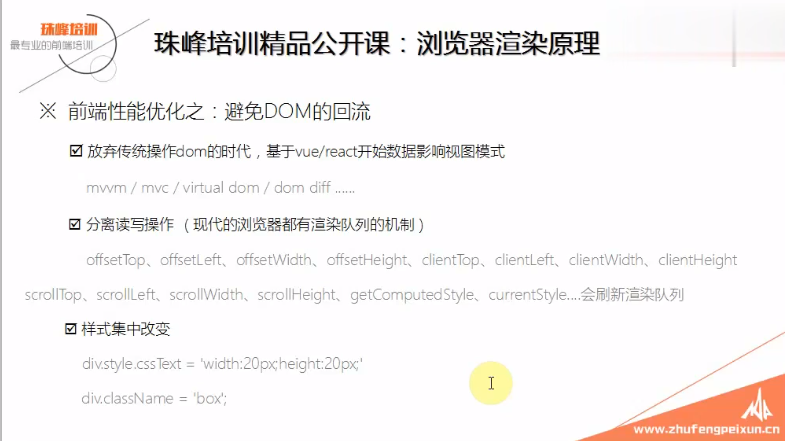 珠峰培训
最专业的前端培训
珠峰培训精品公开课：浏览器渲染原理
※ 前端性能优化之：避免DOM的回流
☑ 放弃传统操作dom的时代，基于vue/react开始数据影响视图模式
mvvm / mvc / virtual dom / dom diff ......
☑ 分离读写操作 （现代的浏览器都有渲染队列的机制）
offsetTop、offsetLeft、offsetWidth、offsetHeight、clientTop、clientLeft、clientWidth、clientHeight
scrollTop、scrollLeft、scrollWidth、scrollHeight、getComputedStyle、currentStyle....会刷新渲染队列
☑ 样式集中改变
div.style.cssText = 'width:20px;height:20px;'
div.className = 'box';
www.zhufengpeixun.cn